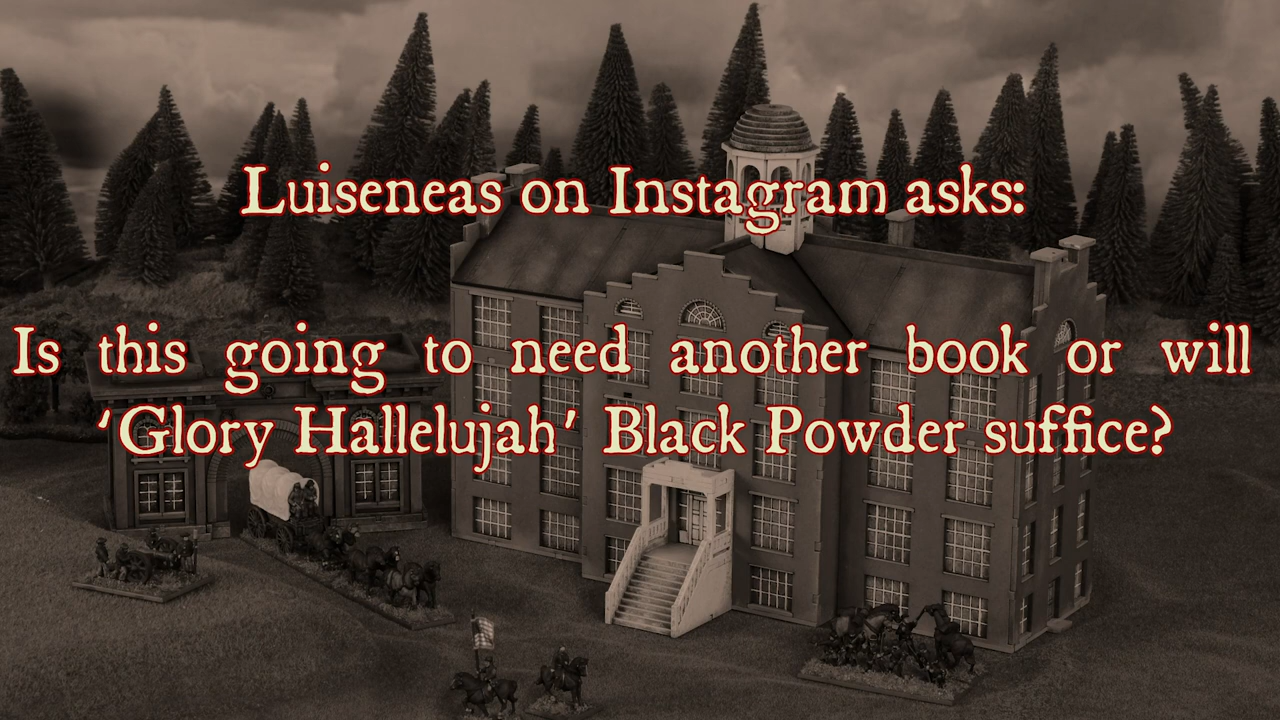 Luiseneas on Instagram asks:
Is this going to need another book or will
‘Glory Hallelujah’ Black Powder suffice?